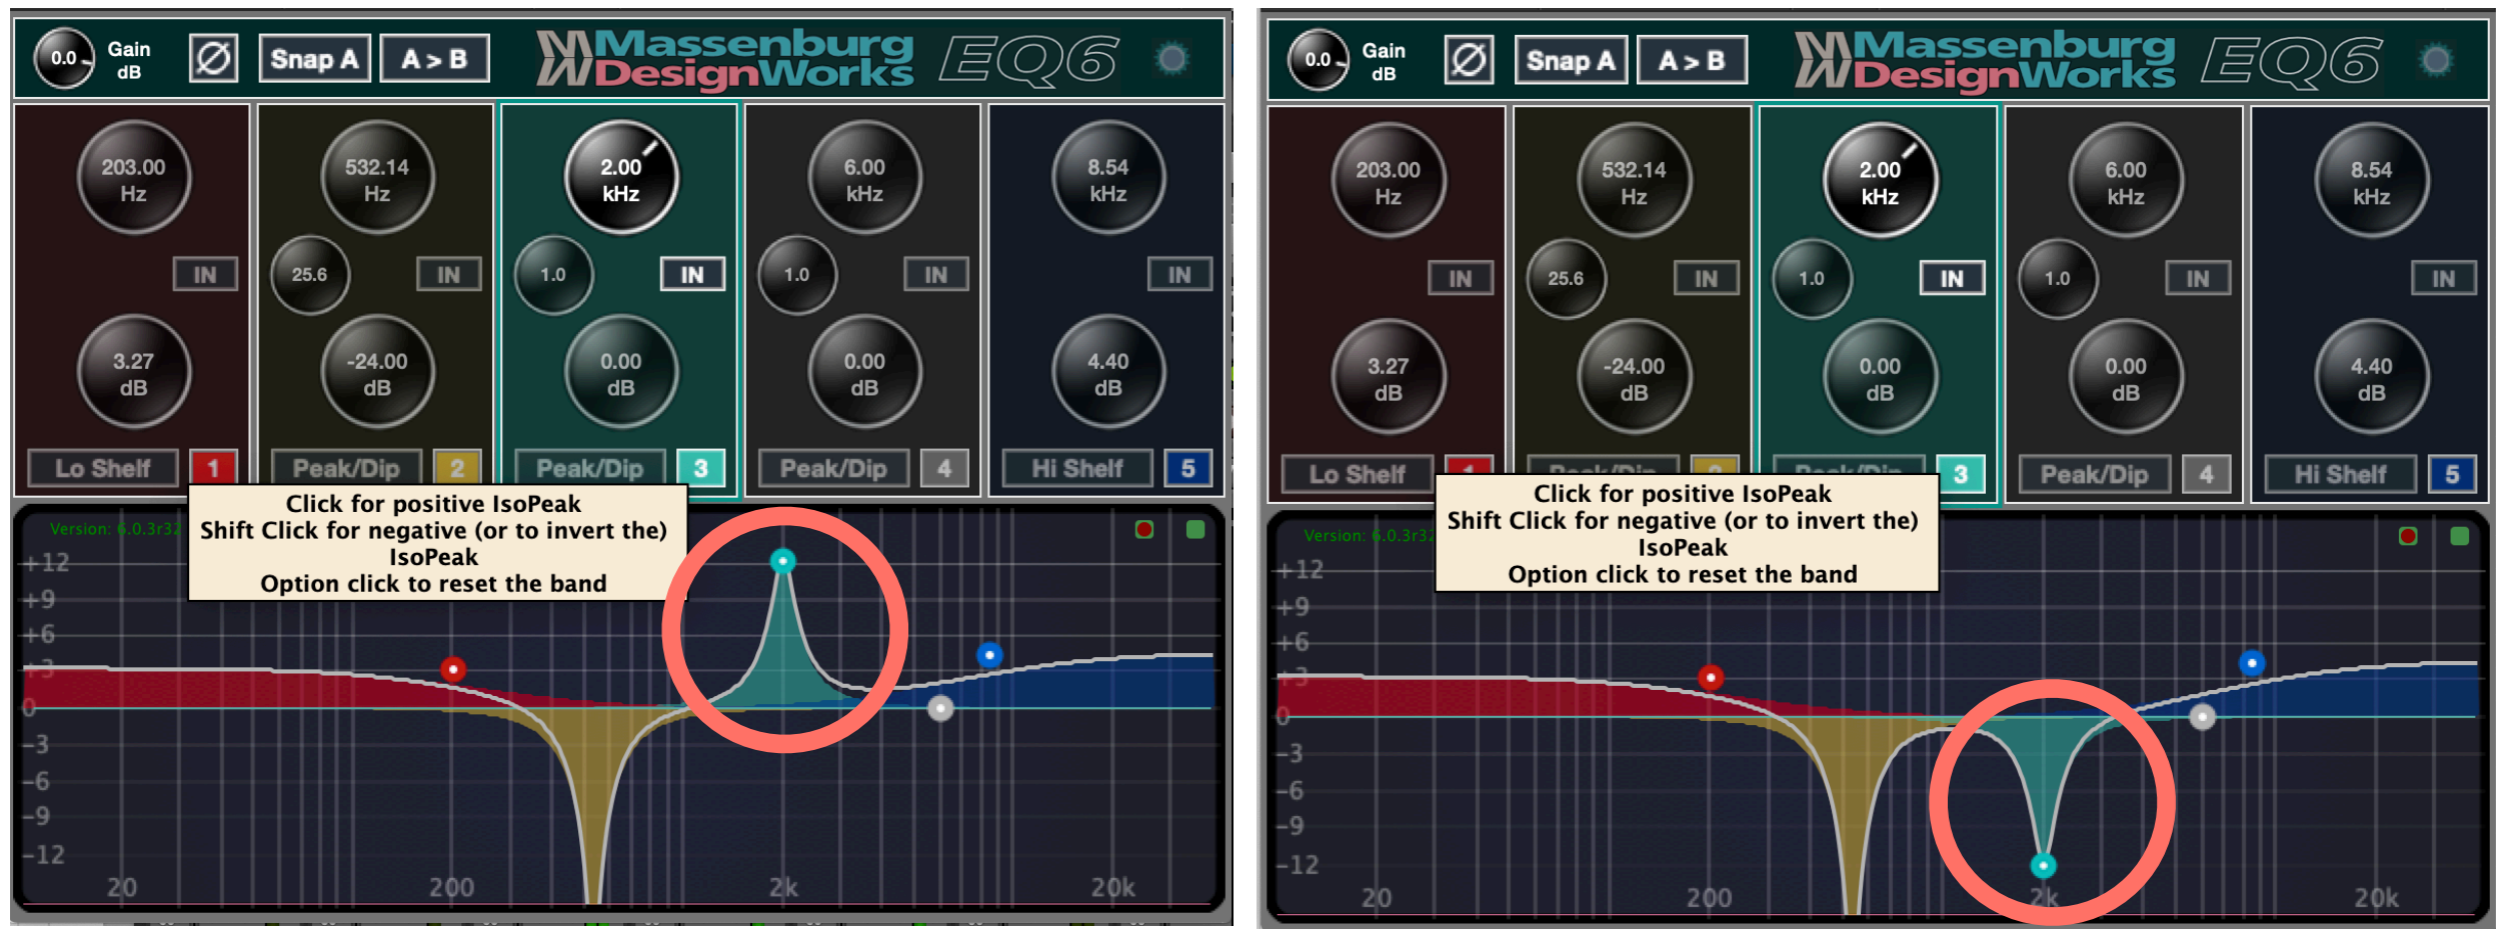 0.0
Gain
dB
Ø
Snap A
A > B
Massenburg
DesignWorks
EQ6
203.00
Hz
532.14
Hz
2.00
kHz
6.00
kHz
8.54
kHz
IN
25.6
IN
1.0
IN
1.0
IN
IN
3.27
dB
-24.00
dB
0.00
dB
0.00
dB
4.40
dB
Lo Shelf
1
Peak/Dip
2
Peak/Dip
3
Peak/Dip
4
Hi Shelf
5
Click for positive IsoPeak
Shift Click for negative (or to invert the)
IsoPeak
Option click to reset the band
Version: 6.0.3r32
+12
+9
+6
+3
0
-3
-6
-9
-12
20
200
2k
20k
0.0
Gain
dB
Ø
Snap A
A > B
Massenburg
DesignWorks
EQ6
203.00
Hz
532.14
Hz
2.00
kHz
6.00
kHz
8.54
kHz
IN
25.6
IN
1.0
IN
1.0
IN
IN
3.27
dB
-24.00
dB
0.00
dB
0.00
dB
4.40
dB
Lo Shelf
1
Peak/Dip
2
Peak/Dip
3
Peak/Dip
4
Hi Shelf
5
Click for positive IsoPeak
Shift Click for negative (or to invert the)
IsoPeak
Option click to reset the band
Version: 6.0.3r32
+12
+9
+6
+3
0
-3
-6
-9
-12
20
200
2k
20k